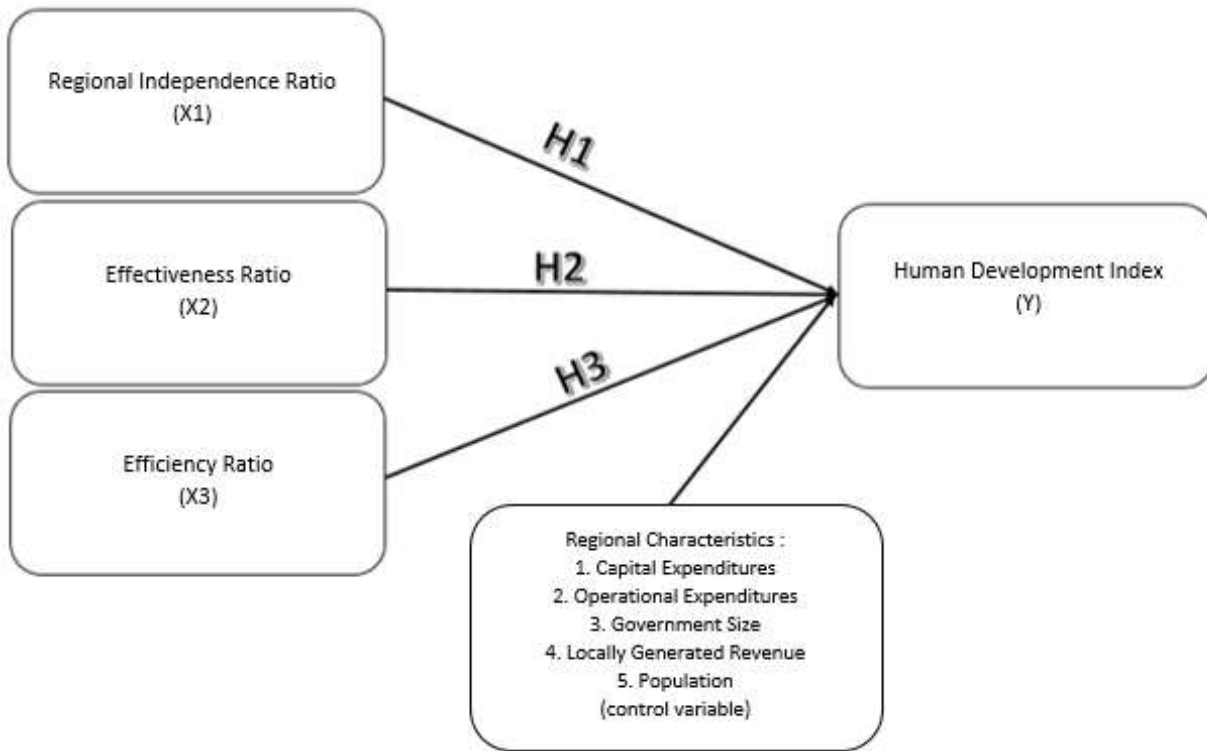 Regional Independence Ratio
(X1)
H1
Effectiveness Ratio
(X2)
H2
Human Development Index
(Y)
Efficiency Ratio
(X3)
H3
Regional Characteristics :
1. Capital Expenditures
2. Operational Expenditures
3. Government Size
4. Locally Generated Revenue
5. Population
(control variable)